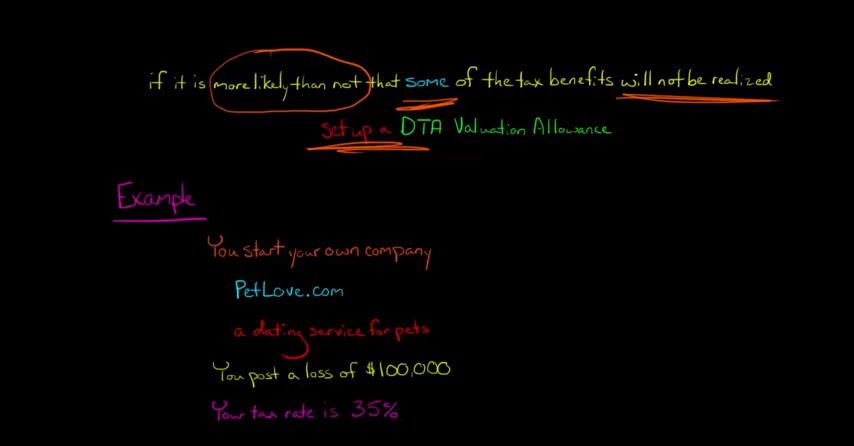 if it is more likely than not that some of the tax benefits will not be realized
set up a DTA Valuation Allowance
Example
You start your own company
PetLove.com
a dating service for pets
You post a loss of $100,000
Your tax rate is 35%